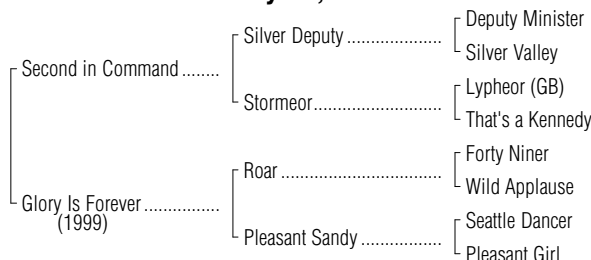 Second in Command ........
Glory Is Forever ................
(1999)
Silver Deputy ....................
Stormeor...........................
Roar ..................................
Pleasant Sandy .................
Deputy Minister
Silver Valley
Lypheor (GB)
That's a Kennedy
Forty Niner
Wild Applause
Seattle Dancer
Pleasant Girl